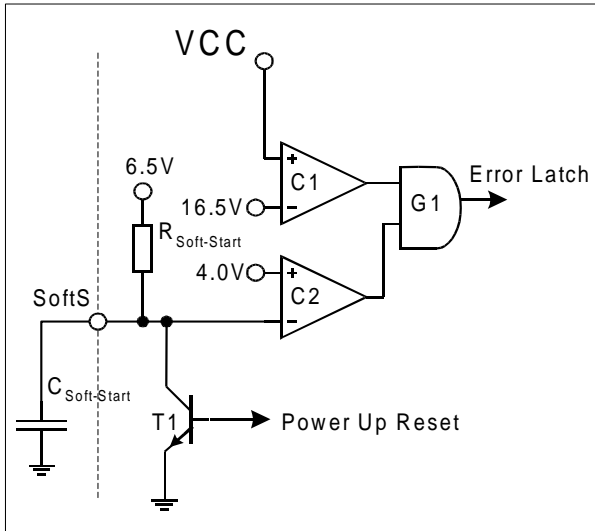 VCC
6.5V
+
C1
-
16.5V
Error Latch
G1
R Soft-Start
4.0V
+
C2
-
SoftS
C Soft-Start
T1
Power Up Reset